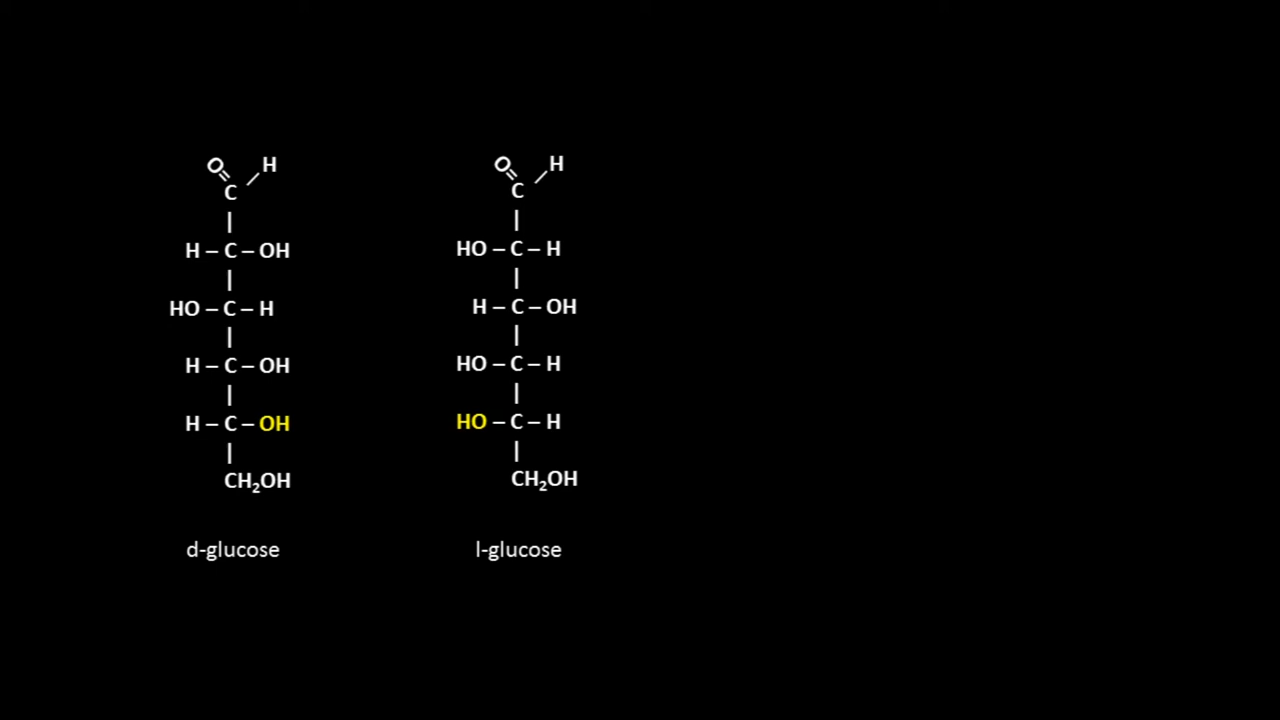 O H
C
|
H – C – OH
|
HO – C – H
|
H – C – OH
|
H – C – OH
|
CH₂OH
d-glucose
O H
C
|
HO – C – H
|
H – C – OH
|
HO – C – H
|
HO – C – H
|
CH₂OH
l-glucose